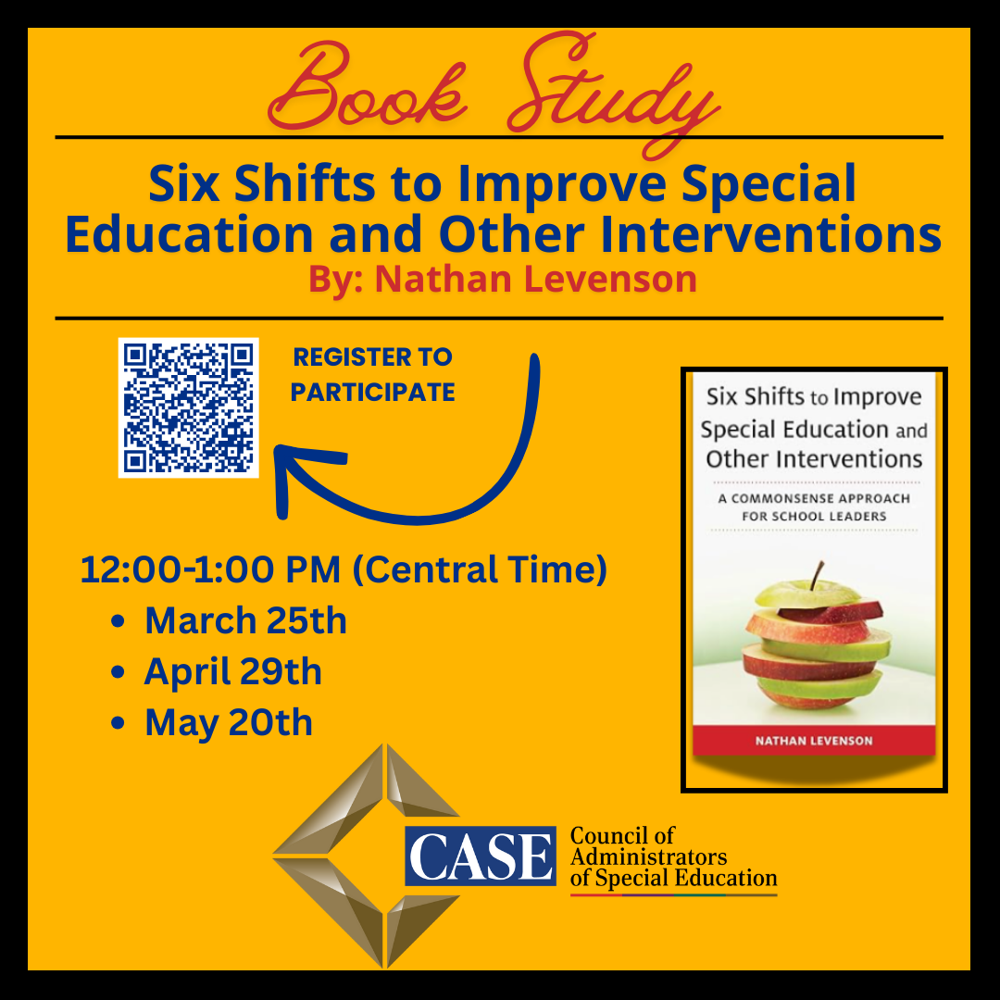 Book Study
Six Shifts to Improve Special
Education and Other Interventions
By: Nathan Levenson
REGISTER TO
PARTICIPATE
12:00-1:00 PM (Central Time)
• March 25th
• April 29th
• May 20th
Six Shifts to Improve
Special Education and
Other Interventions
A COMMONSENSE APPROACH
FOR SCHOOL LEADERS
NATHAN LEVENSON
CASE
Council of
Administrators
of Special Education